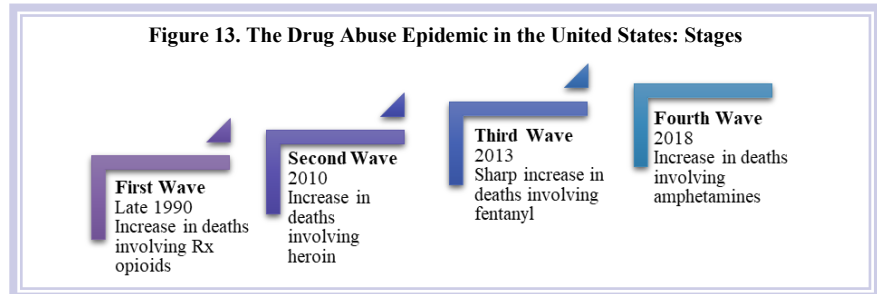 Figure 13. The Drug Abuse Epidemic in the United States: Stages
First Wave
Late 1990
Increase in deaths
involving Rx
opioids
Second Wave
2010
Increase in
deaths
involving
heroin
Third Wave
2013
Sharp increase in
deaths involving
fentanyl
Fourth Wave
2018
Increase in deaths
involving
amphetamines